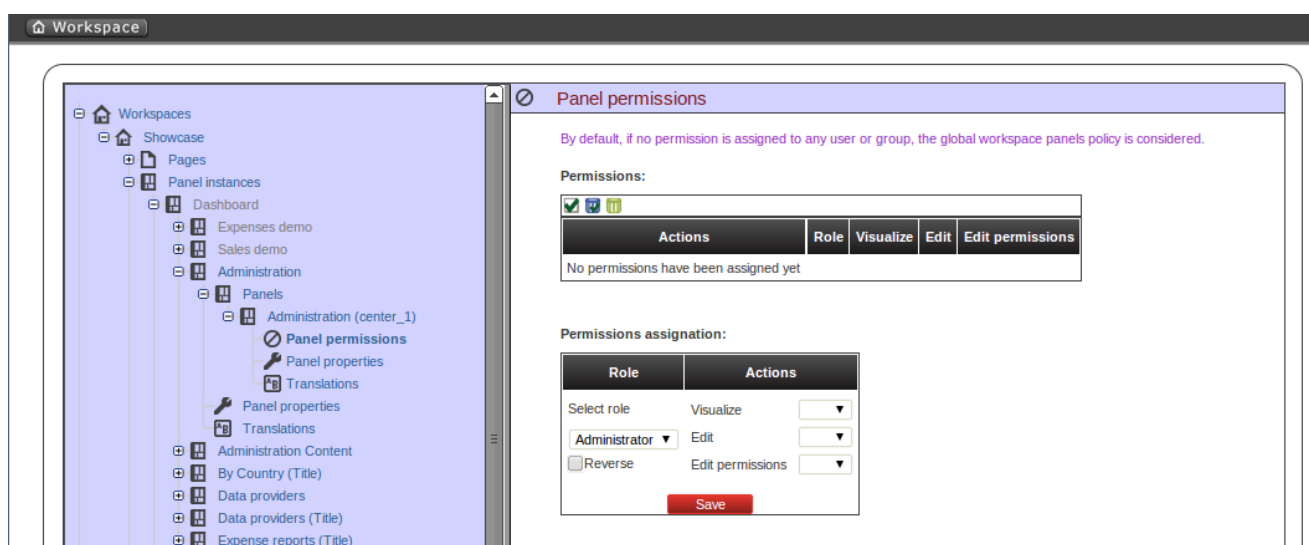 Workspace
Workspaces
Showcase
Pages
Panel instances
Dashboard
Expenses demo
Sales demo
Administration
Panels
Administration (center_1)
Panel permissions
Panel properties
Translations
Panel properties
Translations
Administration Content
By Country (Title)
Data providers
Data providers (Title)
Expense reports (Title)
Panel permissions
By default, if no permission is assigned to any user or group, the global workspace panels policy is considered.
Permissions:
Actions Role Visualize Edit Edit permissions
No permissions have been assigned yet
Permissions assignation:
Role Actions
Select role Visualize
Administrator Edit
Reverse Edit permissions
Save